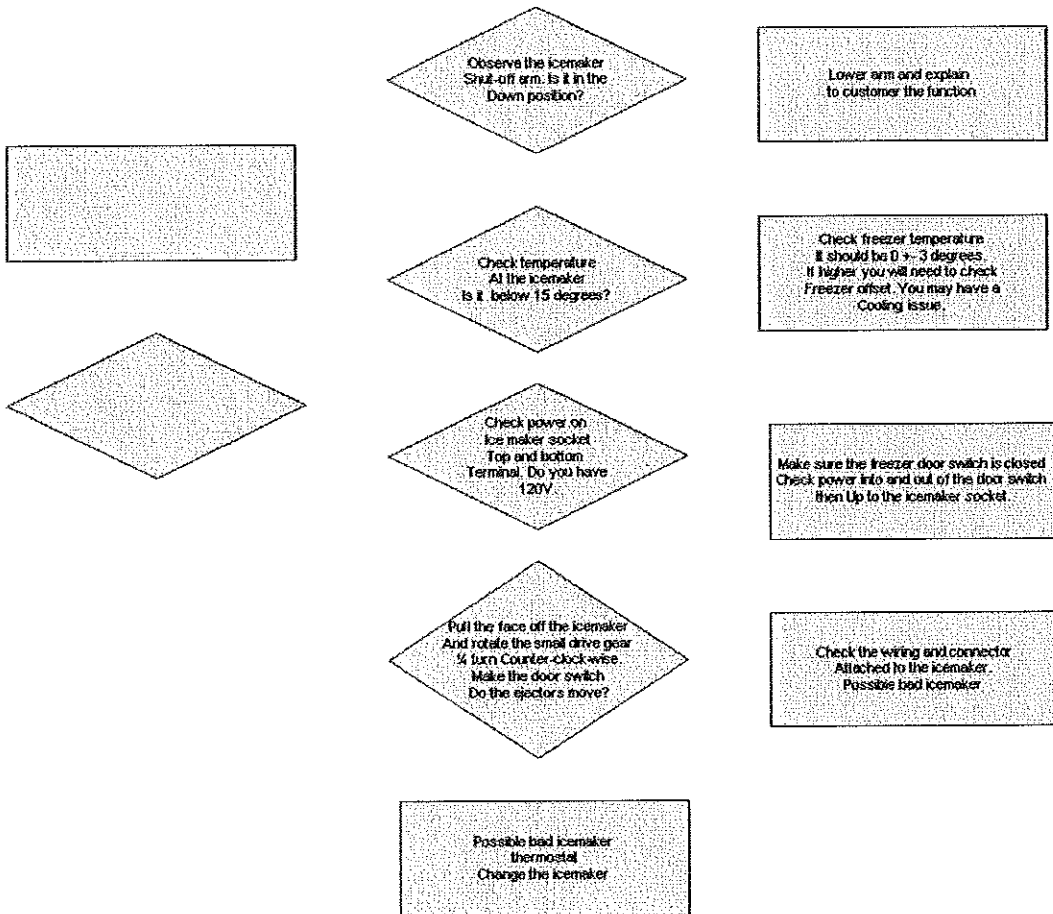 Observe the icemaker
Shut-off arm. Is it in the
Down position?
Lower arm and explain
to customer the function
Check temperature
At the icemaker
Is it below 15 degrees?
Check freezer temperature
It should be 0 +- 3 degrees.
If higher you will need to check
Freezer offset. You may have a
Cooling issue.
Check power on
Ice maker socket
Top and bottom
Terminal. Do you have
120V.
Make sure the freezer door switch is closed
Check power into and out of the door switch
then Up to the icemaker socket.
Pull the face off the icemaker
And rotate the small drive gear
¼ turn Counter-clock-wise.
Make the door switch
Do the ejectors move?
Check the wiring and connector
Attached to the icemaker.
Possible bad icemaker
Possible bad icemaker
thermostat
Change the icemaker